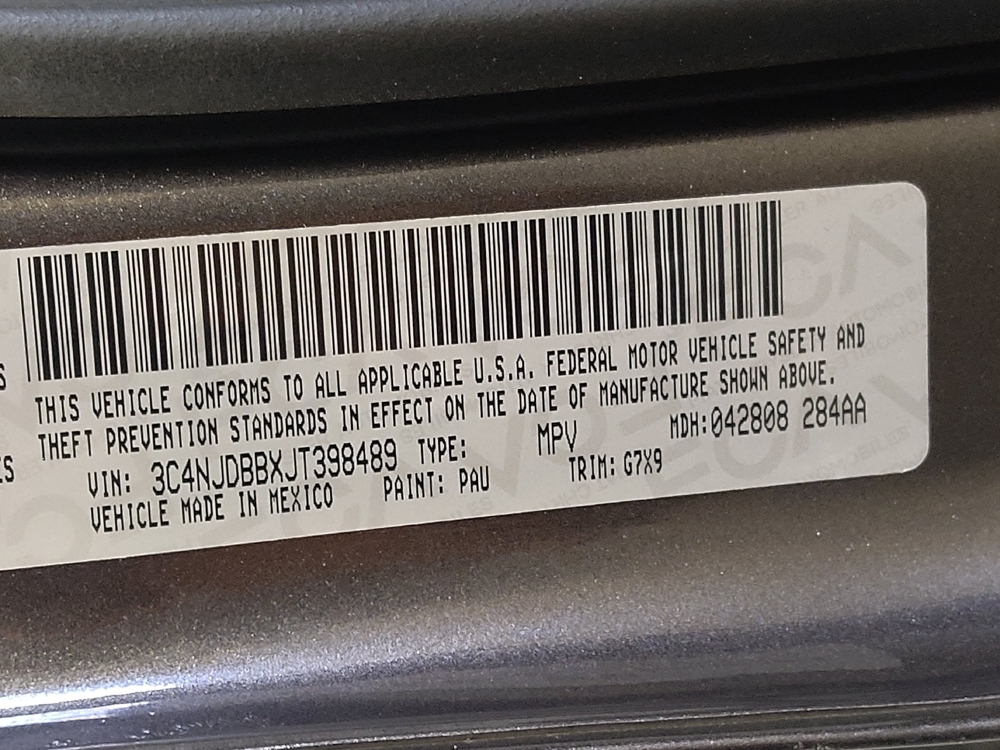 S
THIS VEHICLE CONFORMS TO ALL APPLICABLE U.S.A. FEDERAL MOTOR VEHICLE SAFETY AND
THEFT PREVENTION STANDARDS IN EFFECT ON THE DATE OF MANUFACTURE SHOWN ABOVE.
ES
VIN: 3C4NJDBBXJT398489 TYPE: MPV MDH:042808 284AA
VEHICLE MADE IN MEXICO PAINT: PAU TRIM: G7X9